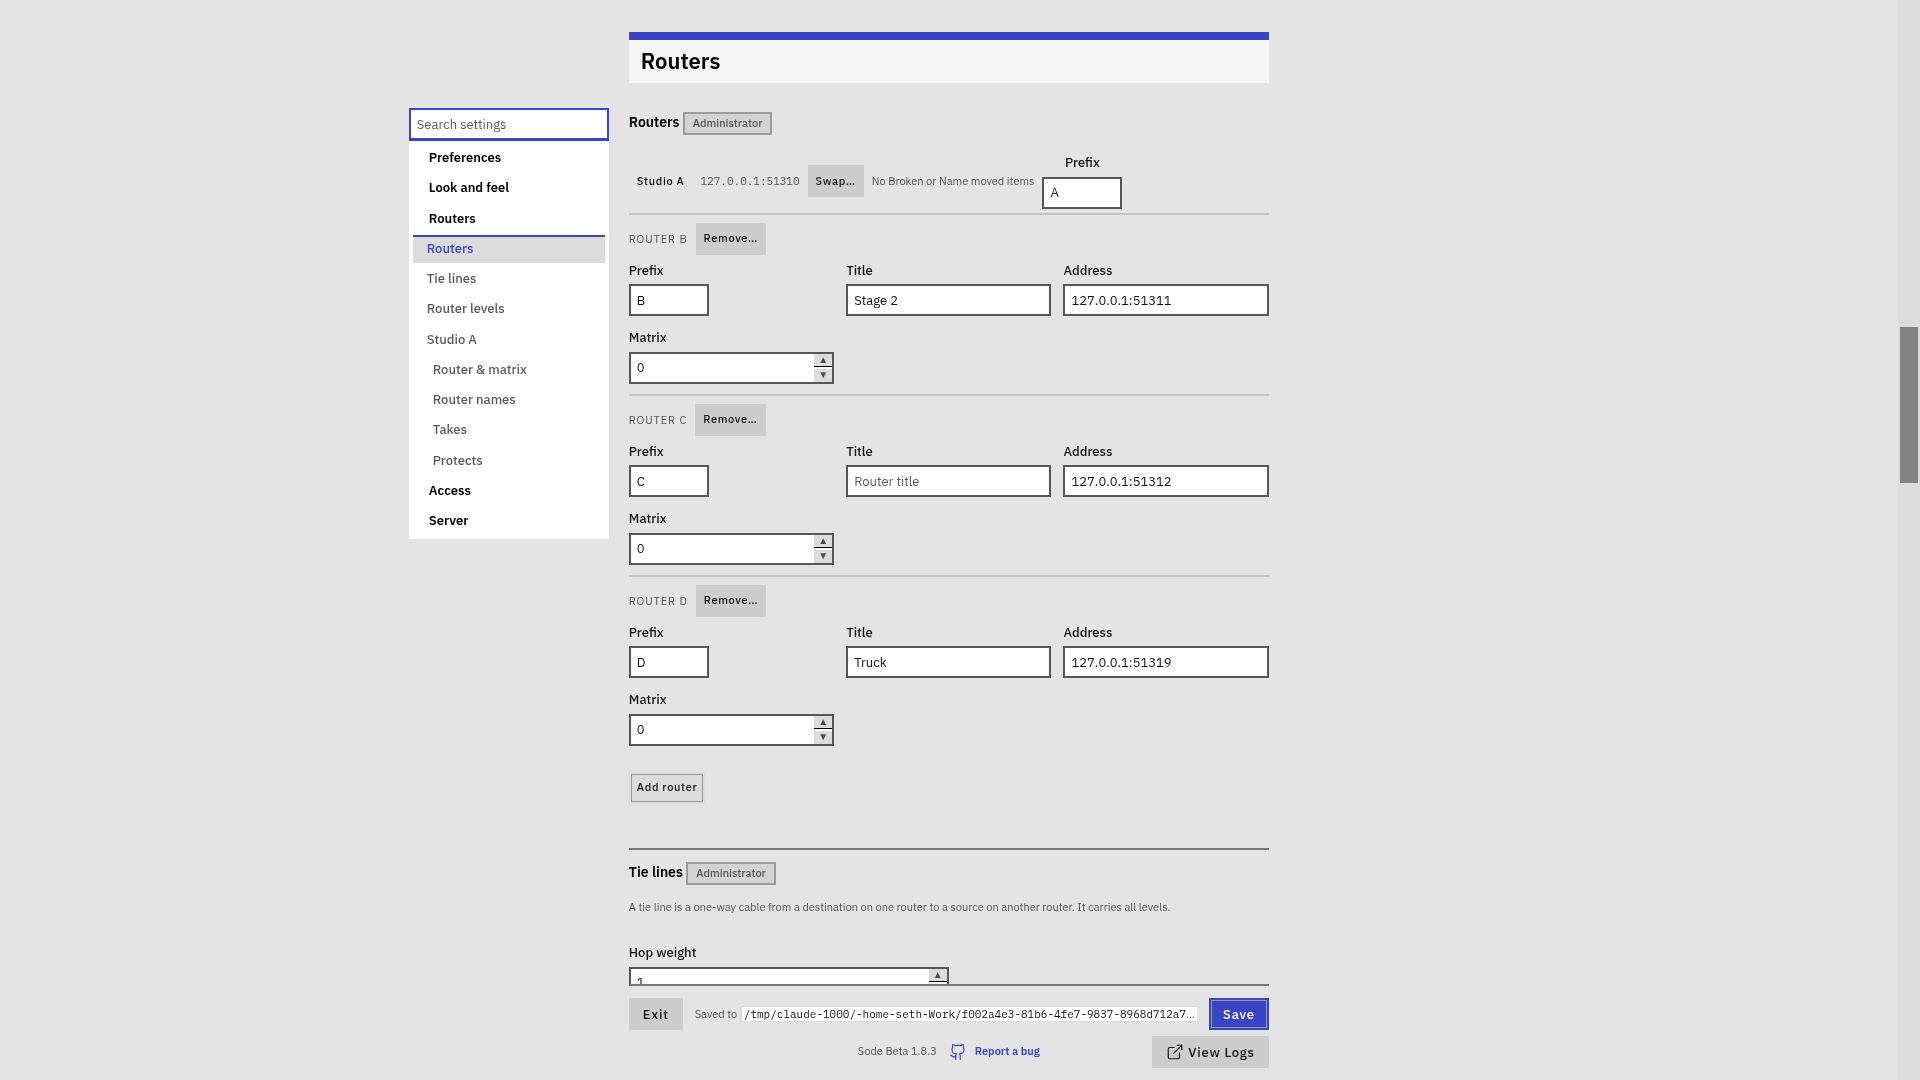 Routers
Search settings
Preferences
Look and feel
Routers
Routers
Tie lines
Router levels
Studio A
Router & matrix
Router names
Takes
Protects
Access
Server
Routers Administrator
Prefix
Studio A 127.0.0.1:51310 Swap... No Broken or Name moved items A
ROUTER B Remove...
Prefix Title Address
B Stage 2 127.0.0.1:51311
Matrix
0
ROUTER C Remove...
Prefix Title Address
C Router title 127.0.0.1:51312
Matrix
0
ROUTER D Remove...
Prefix Title Address
D Truck 127.0.0.1:51319
Matrix
0
Add router
Tie lines Administrator
A tie line is a one-way cable from a destination on one router to a source on another router. It carries all levels.
Hop weight
1
Exit Saved to /tmp/claude-1000/-home-seth-Work/f002a4e3-81b6-4fe7-9837-8968d712a7... Save
Sode Beta 1.8.3 Report a bug View Logs